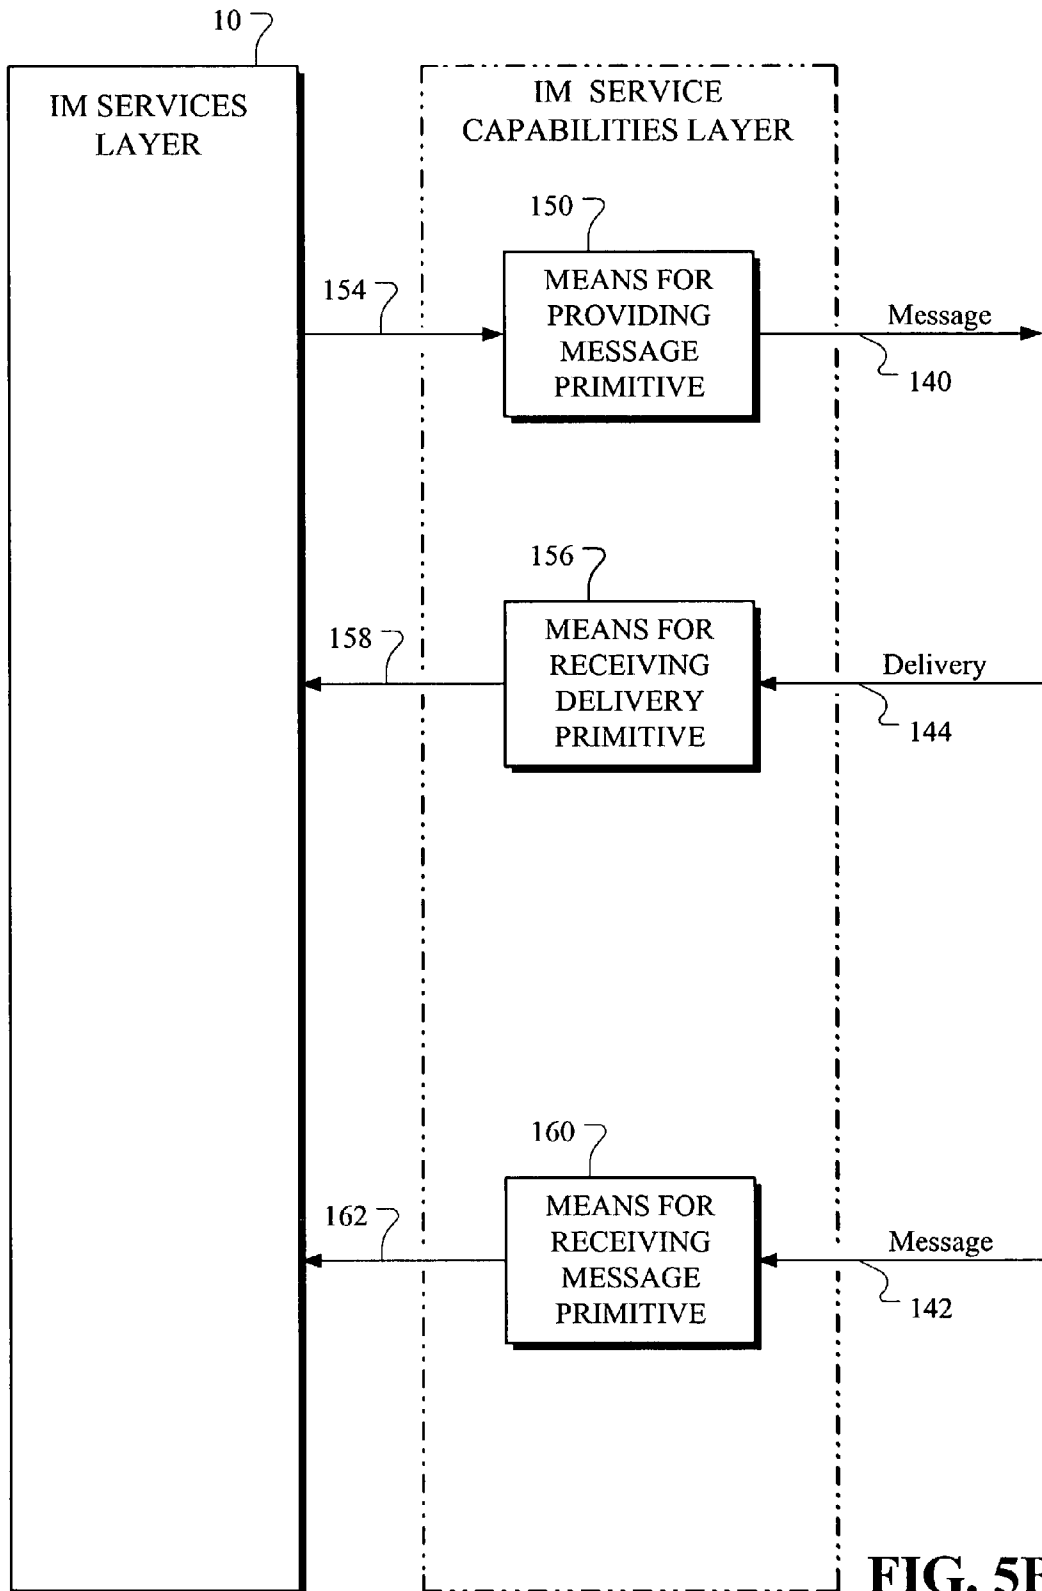 10
IM SERVICES
LAYER
IM SERVICE
CAPABILITIES LAYER
150
MEANS FOR
PROVIDING
MESSAGE
PRIMITIVE
154
Message
140
156
MEANS FOR
RECEIVING
DELIVERY
PRIMITIVE
158
Delivery
144
160
MEANS FOR
RECEIVING
MESSAGE
PRIMITIVE
162
Message
142
FIG.